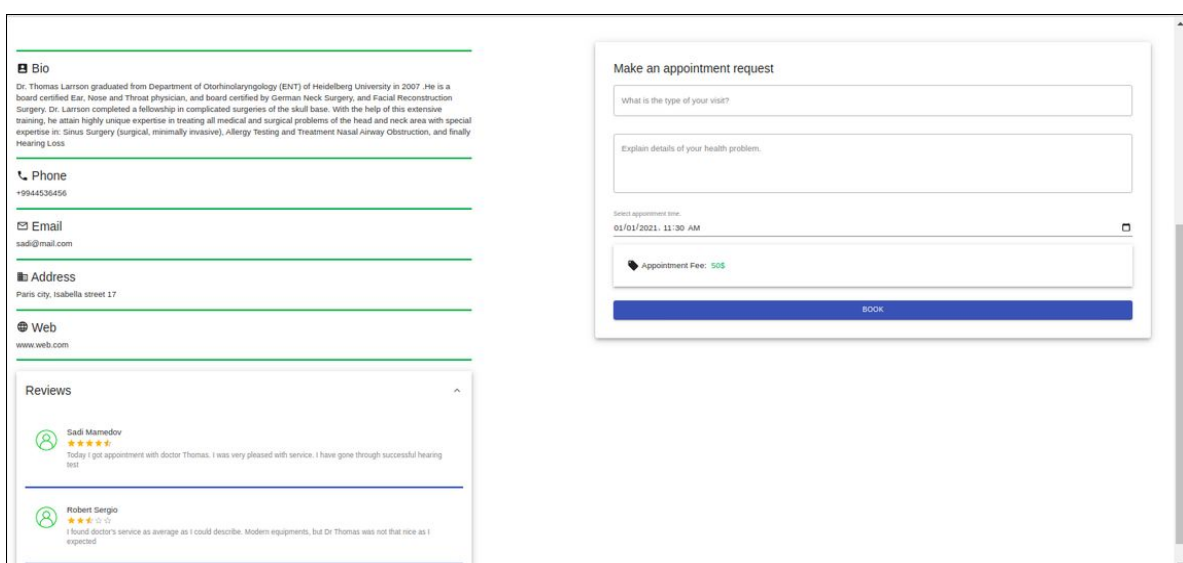 Bio
Dr. Thomas Larrson graduated from Department of Otorhinolaryngology (ENT) of Heidelberg University in 2007 .He is a
board certified Ear, Nose and Throat physician, and board certified by German Neck Surgery, and Facial Reconstruction
Surgery. Dr. Larrson completed a fellowship in complicated surgeries of the skull base. With the help of this extensive
training, he attain highly unique expertise in treating all medical and surgical problems of the head and neck area with special
expertise in: Sinus Surgery (surgical, minimally invasive), Allergy Testing and Treatment Nasal Airway Obstruction, and finally
Hearing Loss
Phone
+9944536456
Email
sadi@mail.com
Address
Paris city, Isabella street 17
Web
www.web.com
Reviews
Sadi Mamedov
Today I got appointment with doctor Thomas. I was very pleased with service. I have gone through successful hearing
test
Robert Sergio
I found doctor's service as average as I could describe. Modern equipments, but Dr Thomas was not that nice as I
expected
Make an appointment request
What is the type of your visit?
Explain details of your health problem.
Select appointment time.
01/01/2021, 11:30 AM
Appointment Fee: 50$
BOOK